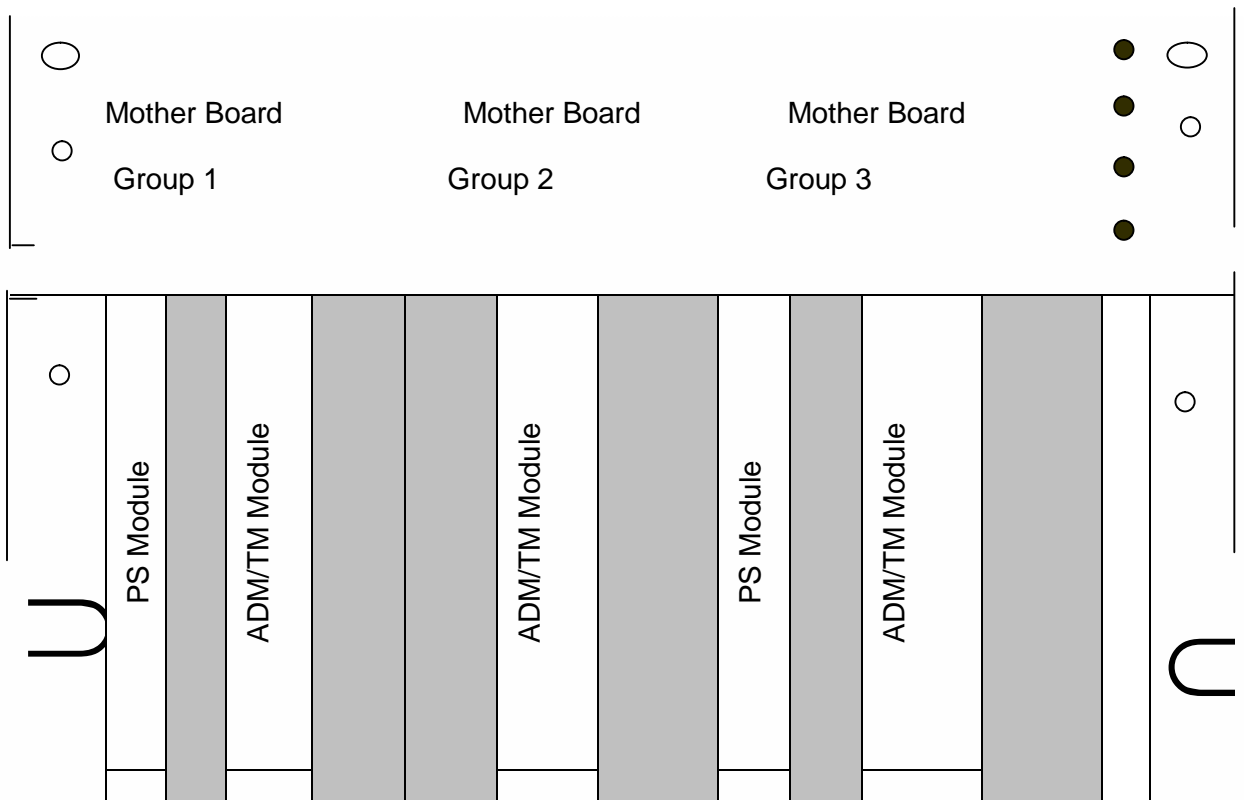 Mother Board
Mother Board
Mother Board
Group 1
Group 2
Group 3
PS Module
ADM/TM Module
ADM/TM Module
PS Module
ADM/TM Module